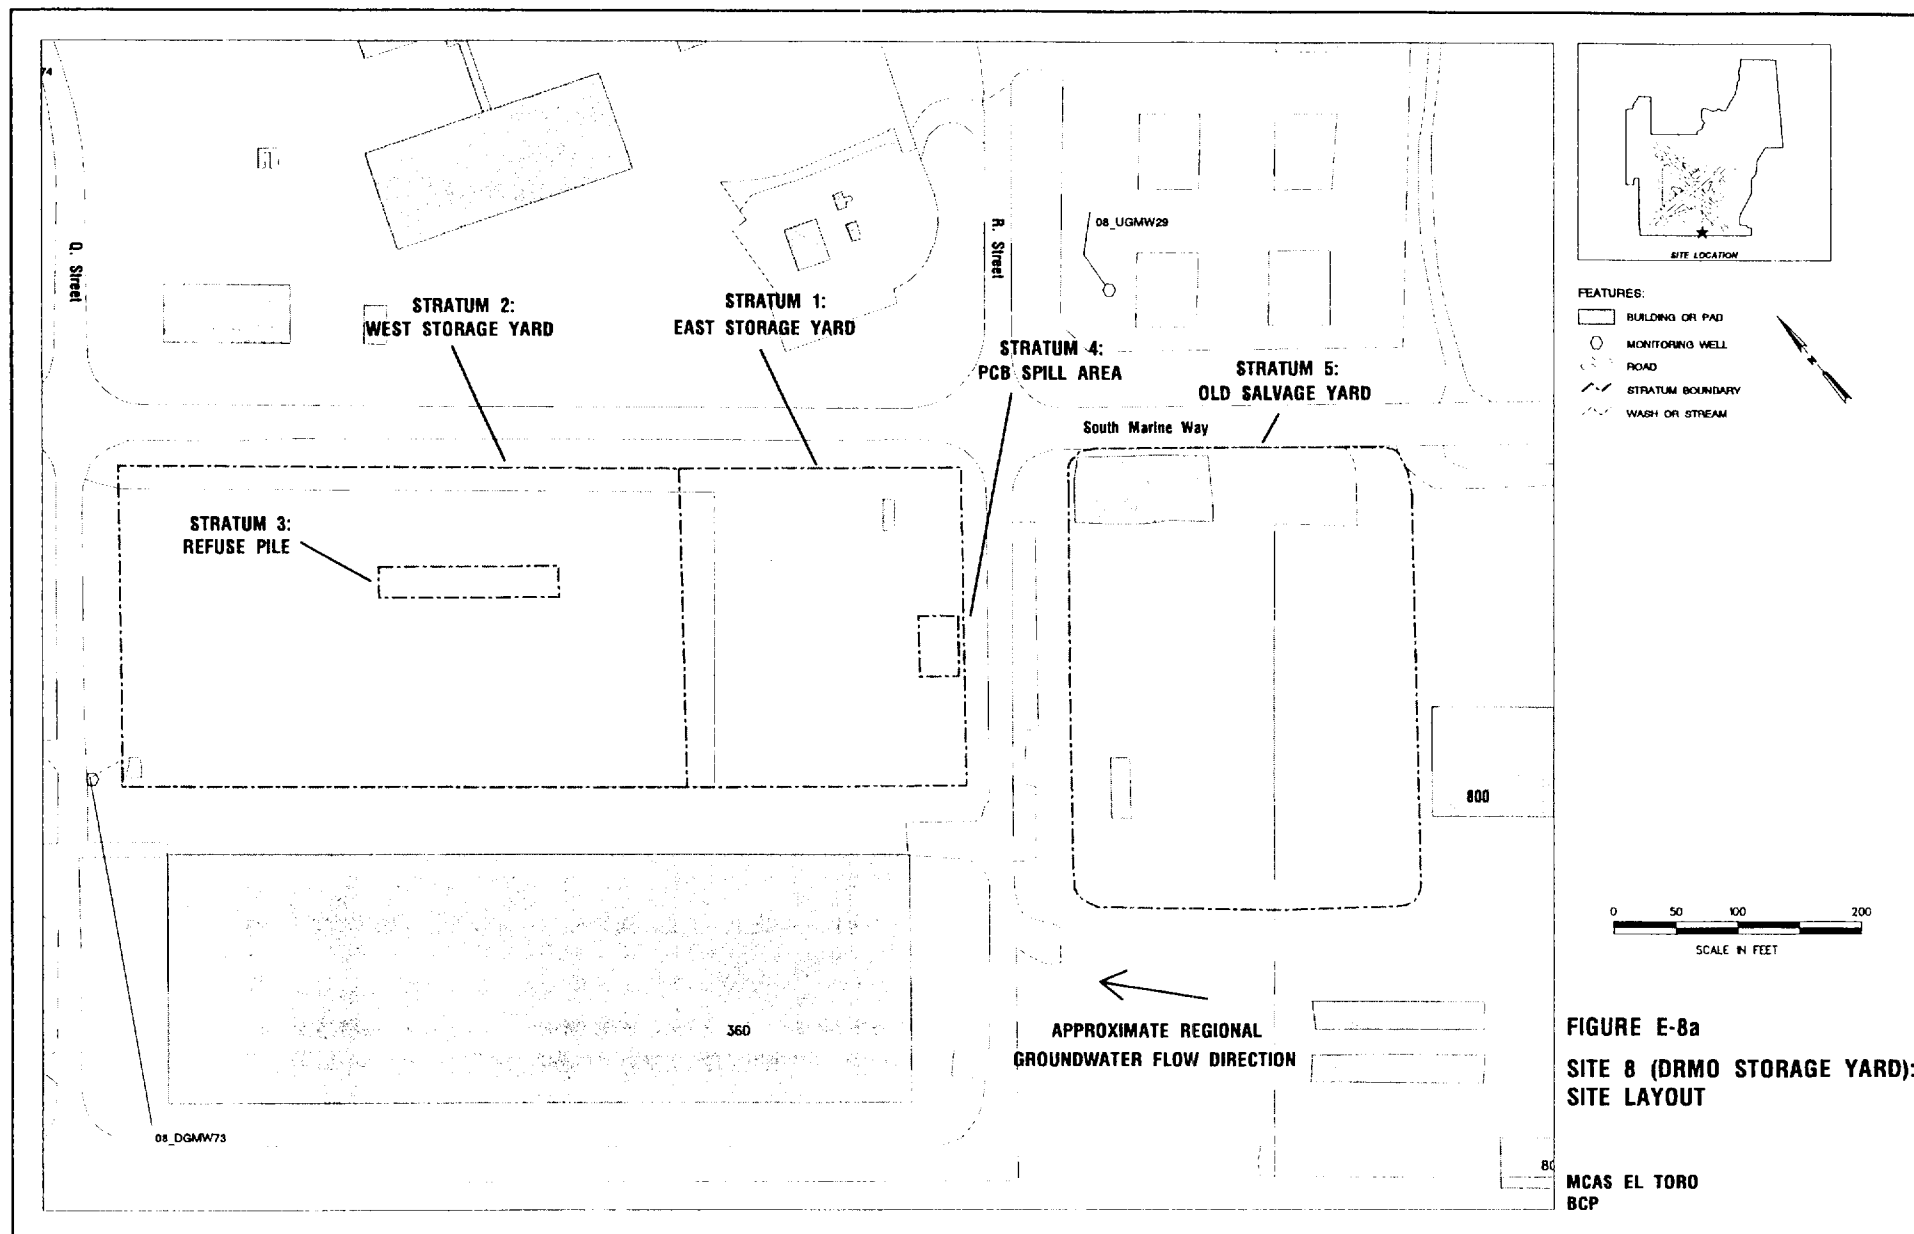 74
Q. Street
R. Street
08_UGMW29
STRATUM 2:
WEST STORAGE YARD
STRATUM 1:
EAST STORAGE YARD
STRATUM 4:
PCB SPILL AREA
STRATUM 5:
OLD SALVAGE YARD
South Marine Way
STRATUM 3:
REFUSE PILE
800
360
08_DGMW73
APPROXIMATE REGIONAL
GROUNDWATER FLOW DIRECTION
80
SITE LOCATION
FEATURES:
BUILDING OR PAD
MONITORING WELL
ROAD
STRATUM BOUNDARY
WASH OR STREAM
N
0 50 100 200
SCALE IN FEET
FIGURE E-8a
SITE 8 (DRMO STORAGE YARD):
SITE LAYOUT
MCAS EL TORO
BCP